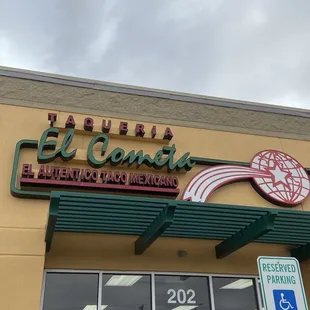 TAQUERIA
El Cometa
EL AUTENTICO TACO MEXICANO
202
RESERVED
PARKING